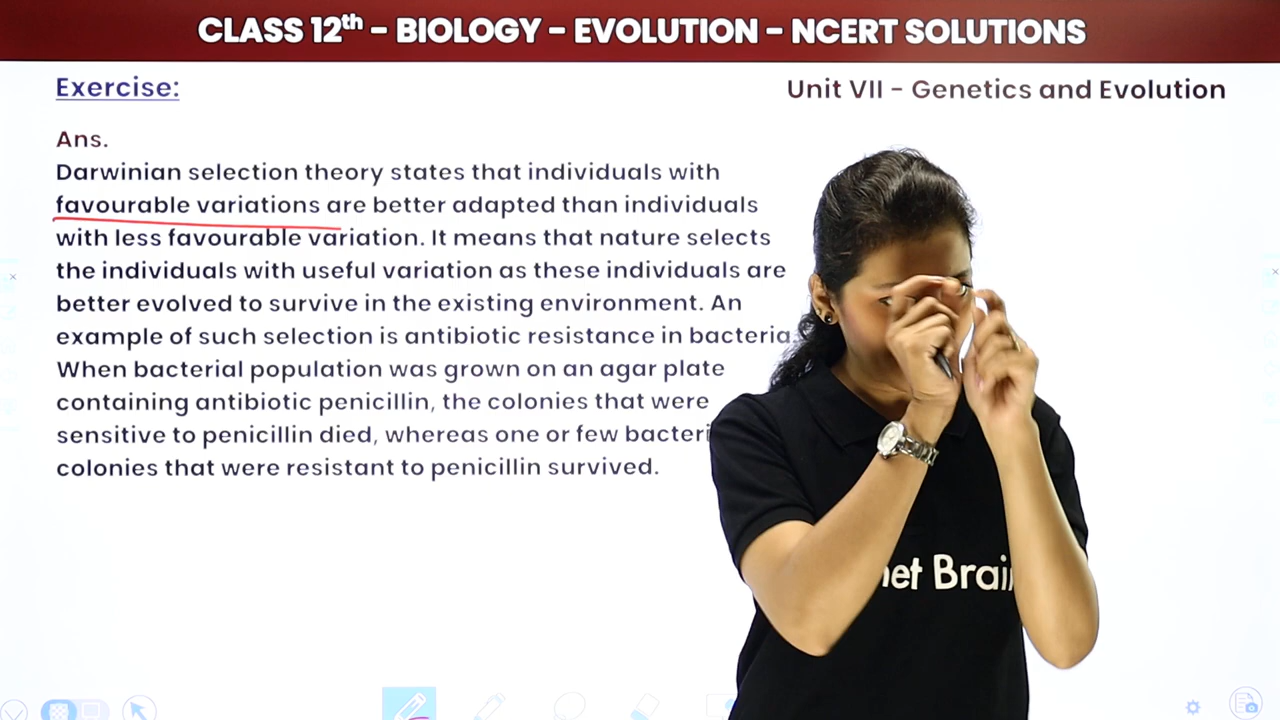 CLASS 12th - BIOLOGY - EVOLUTION - NCERT SOLUTIONS
Exercise:
Unit VII - Genetics and Evolution
Ans.
Darwinian selection theory states that individuals with
favourable variations are better adapted than individuals
with less favourable variation. It means that nature selects
the individuals with useful variation as these individuals are
better evolved to survive in the existing environment. An
example of such selection is antibiotic resistance in bacteria.
When bacterial population was grown on an agar plate
containing antibiotic penicillin, the colonies that were
sensitive to penicillin died, whereas one or few bacteri
colonies that were resistant to penicillin survived.
net Brain